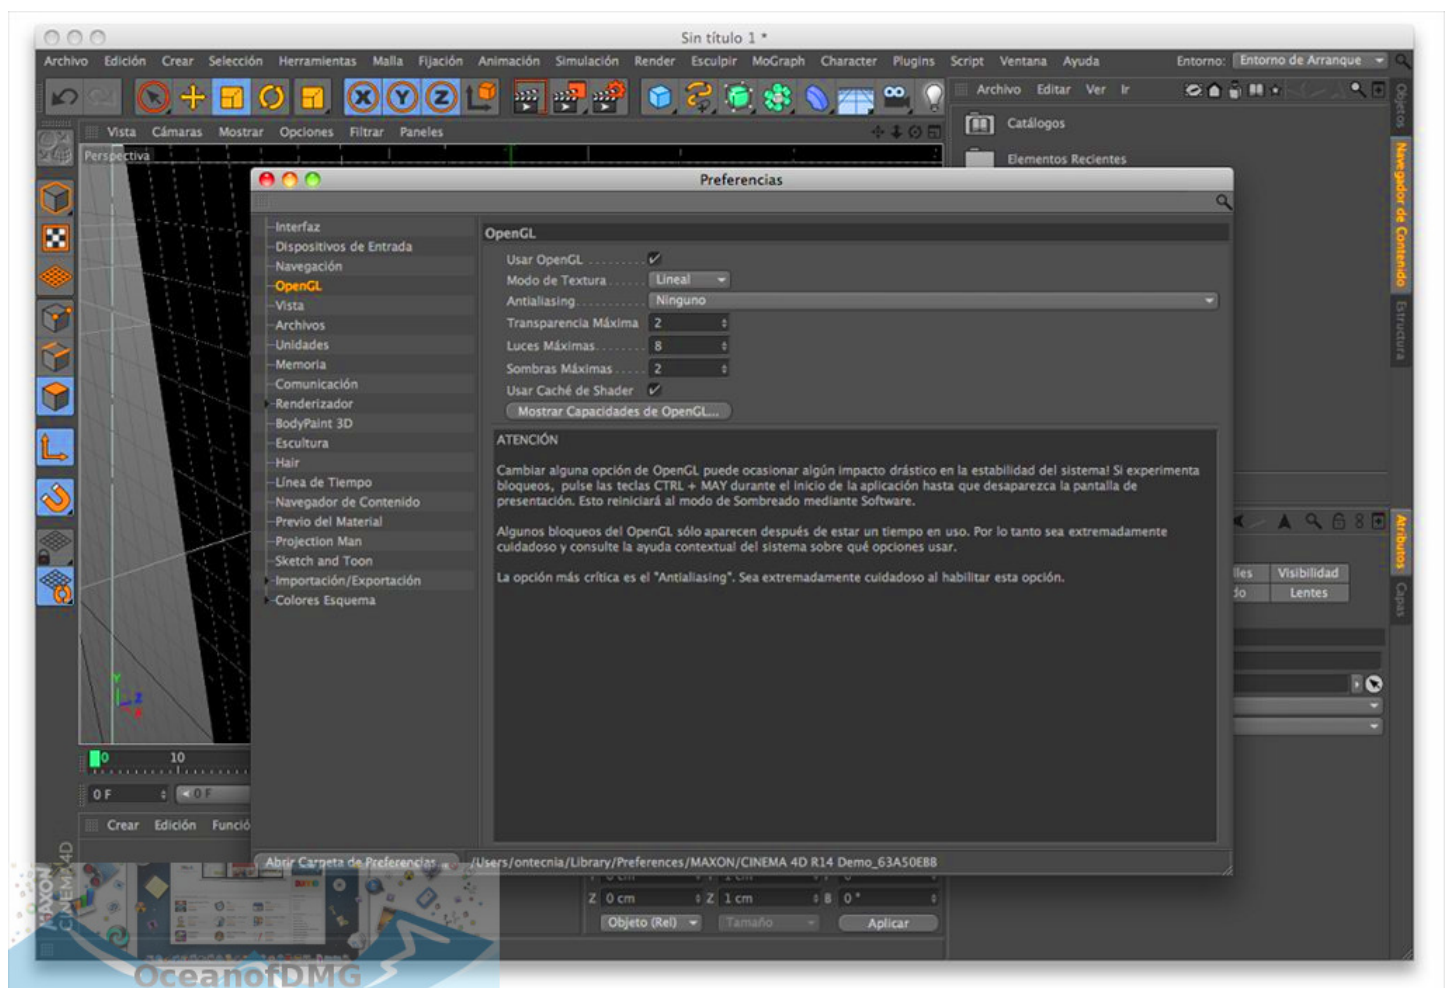 Sin título 1 *
Archivo Edición Crear Selección Herramientas Malla Fijación Animación Simulación Render Esculpir MoGraph Character Plugins Script Ventana Ayuda Entorno: Entorno de Arranque
X Y Z
Archivo Editar Ver Ir
Objetos
Catálogos
Vista Cámaras Mostrar Opciones Filtrar Paneles
Perspectiva
Elementos Recientes
Navegador de Contenido
Estructura
Preferencias
Interfaz
Dispositivos de Entrada
Navegación
OpenGL
Vista
Archivos
Unidades
Memoria
Comunicación
Renderizador
BodyPaint 3D
Escultura
Hair
Línea de Tiempo
Navegador de Contenido
Previo del Material
Projection Man
Sketch and Toon
Importación/Exportación
Colores Esquema
OpenGL
Usar OpenGL
Modo de Textura Lineal
Antialiasing Ninguno
Transparencia Máxima 2
Luces Máximas 8
Sombras Máximas 2
Usar Caché de Shader
Mostrar Capacidades de OpenGL...
ATENCIÓN
Cambiar alguna opción de OpenGL puede ocasionar algún impacto drástico en la estabilidad del sistema! Si experimenta
bloqueos, pulse las teclas CTRL + MAY durante el inicio de la aplicación hasta que desaparezca la pantalla de
presentación. Esto reiniciará al modo de Sombreado mediante Software.
Algunos bloqueos del OpenGL sólo aparecen después de estar un tiempo en uso. Por lo tanto sea extremadamente
cuidadoso y consulte la ayuda contextual del sistema sobre qué opciones usar.
La opción más crítica es el "Antialiasing". Sea extremadamente cuidadoso al habilitar esta opción.
Abrir Carpeta de Preferencias... /Users/ontecnia/Library/Preferences/MAXON/CINEMA 4D R14 Demo_63A50EB8
Atributos
Capas
lles Visibilidad
do Lentes
Y
Z
X
0 10
0 F 0 F
Crear Edición Funció
Z 0 cm Z 1 cm B 0 °
Objeto (Rel) Tamaño Aplicar
MAXON
CINEMA 4D
OceanofDMG